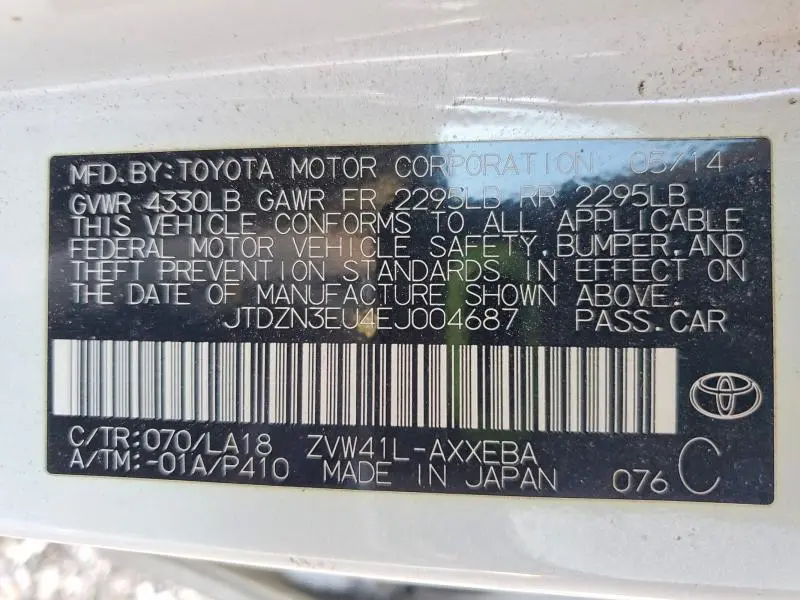 MFD.BY:TOYOTA MOTOR CORPORATION 05/14
GVWR 4330LB GAWR FR 2295LB RR 2295LB
THIS VEHICLE CONFORMS TO ALL APPLICABLE
FEDERAL MOTOR VEHICLE SAFETY,BUMPER,AND
THEFT PREVENTION STANDARDS IN EFFECT ON
THE DATE OF MANUFACTURE SHOWN ABOVE.
JTDZN3EU4EJ004687 PASS.CAR
C/TR:070/LA18 ZVW41L-AXXEBA
A/TM:-01A/P410 MADE IN JAPAN 076 C